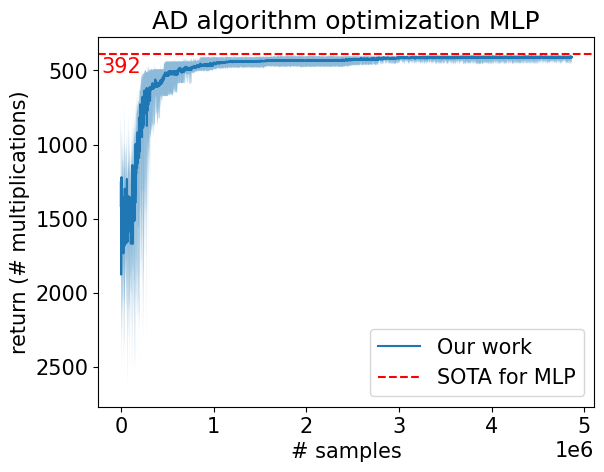 AD algorithm optimization MLP
392
500
1000
1500
2000
2500
return (# multiplications)
Our work
SOTA for MLP
0 1 2 3 4 5
1e6
# samples